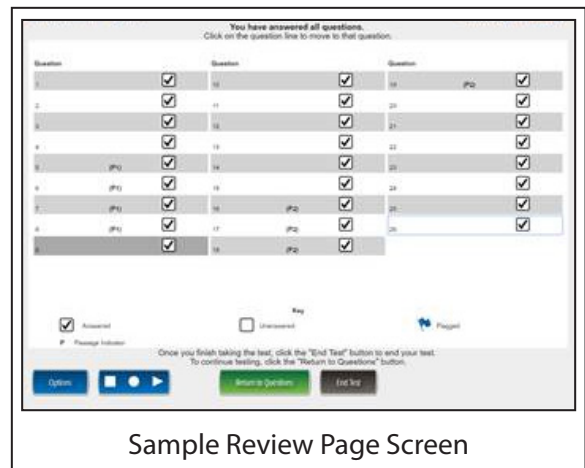 You have answered all questions.
Click on the question line to move to that question.
Question Question Question
1 10 19 (P2)
2 11 20
3 12 21
4 13 22
5 (P1) 14 23
6 (P1) 15 24
7 (P1) 16 (P2) 25
8 (P1) 17 (P2) 26
9 18 (P2)
Key
Answered Unanswered Flagged
P Passage Indicator
Once you finish taking the test, click the "End Test" button to end your test.
To continue testing, click the "Return to Questions" button.
Options Return to Questions End Test
Sample Review Page Screen